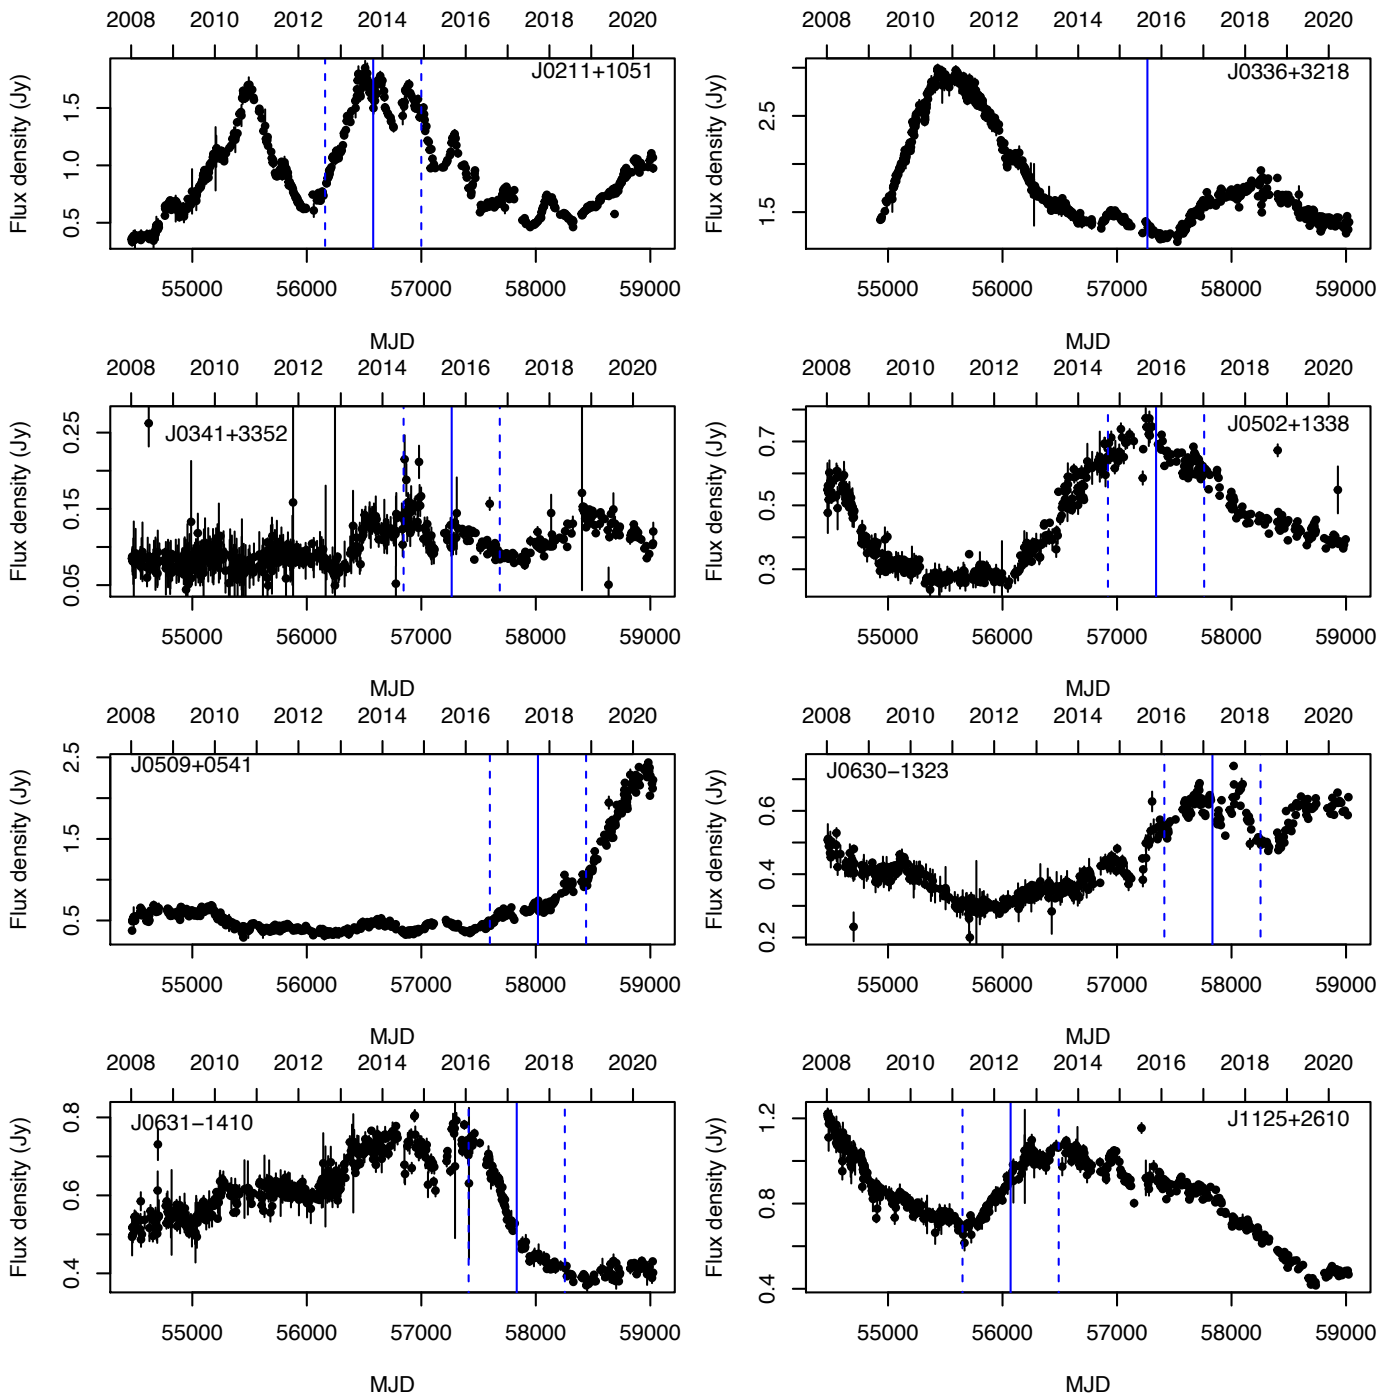 2008 2010 2012 2014 2016 2018 2020
Flux density (Jy)
0.5 1.0 1.5
J0211+1051
55000 56000 57000 58000 59000
MJD
2008 2010 2012 2014 2016 2018 2020
Flux density (Jy)
1.5 2.5
J0336+3218
55000 56000 57000 58000 59000
MJD
2008 2010 2012 2014 2016 2018 2020
Flux density (Jy)
0.05 0.15 0.25
J0341+3352
55000 56000 57000 58000 59000
MJD
2008 2010 2012 2014 2016 2018 2020
Flux density (Jy)
0.3 0.5 0.7
J0502+1338
55000 56000 57000 58000 59000
MJD
2008 2010 2012 2014 2016 2018 2020
Flux density (Jy)
0.5 1.5 2.5
J0509+0541
55000 56000 57000 58000 59000
MJD
2008 2010 2012 2014 2016 2018 2020
Flux density (Jy)
0.2 0.4 0.6
J0630−1323
55000 56000 57000 58000 59000
MJD
2008 2010 2012 2014 2016 2018 2020
Flux density (Jy)
0.4 0.6 0.8
J0631−1410
55000 56000 57000 58000 59000
MJD
2008 2010 2012 2014 2016 2018 2020
Flux density (Jy)
0.4 0.8 1.2
J1125+2610
55000 56000 57000 58000 59000
MJD